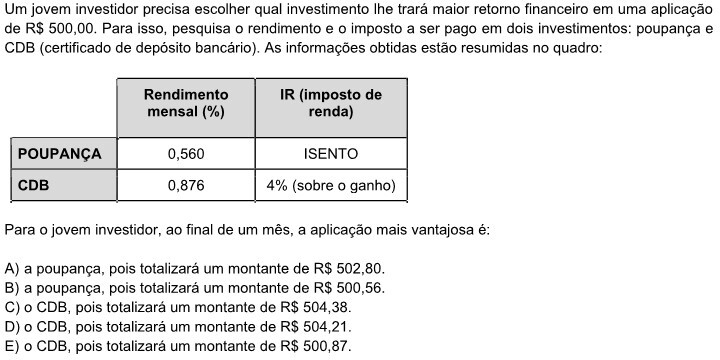 Um jovem investidor precisa escolher qual investimento lhe trará maior retorno financeiro em uma aplicação
de R$ 500,00. Para isso, pesquisa o rendimento e o imposto a ser pago em dois investimentos: poupança e
CDB (certificado de depósito bancário). As informações obtidas estão resumidas no quadro:
Rendimento mensal (%) IR (imposto de renda)
POUPANÇA 0,560 ISENTO
CDB 0,876 4% (sobre o ganho)
Para o jovem investidor, ao final de um mês, a aplicação mais vantajosa é:
A) a poupança, pois totalizará um montante de R$ 502,80.
B) a poupança, pois totalizará um montante de R$ 500,56.
C) o CDB, pois totalizará um montante de R$ 504,38.
D) o CDB, pois totalizará um montante de R$ 504,21.
E) o CDB, pois totalizará um montante de R$ 500,87.